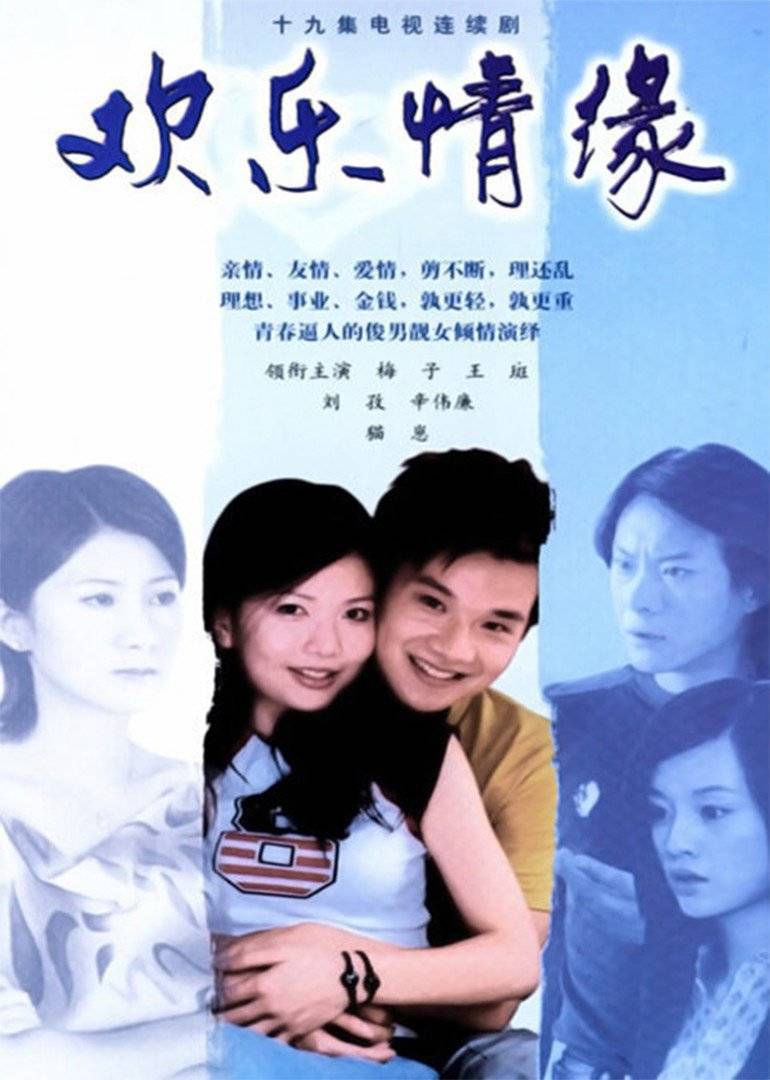 十九集电视连续剧
欢乐情缘
亲情、友情、爱情，剪不断，理还乱
理想、事业、金钱，孰更轻，孰更重
青春逼人的俊男靓女倾情演绎
领衔主演 梅子 王斑
刘孜 辛伟廉
猫崽